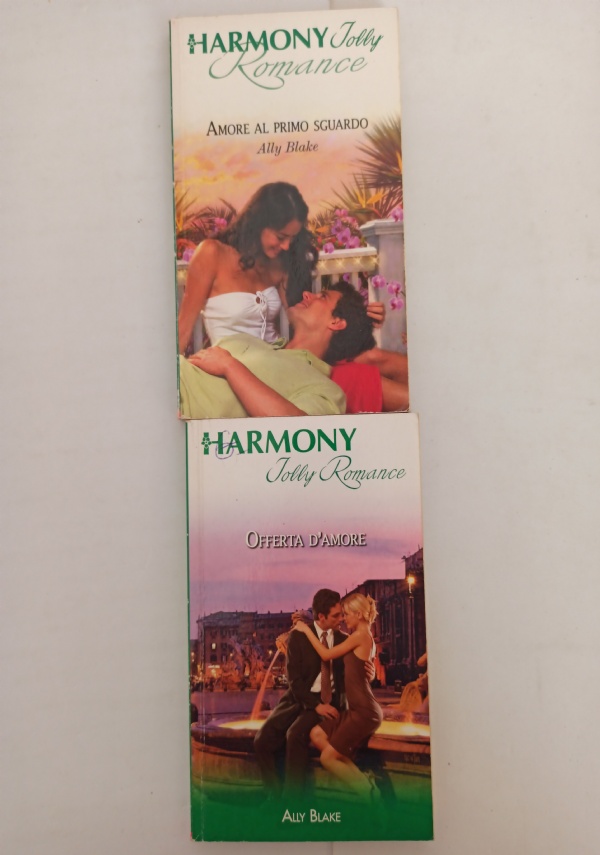 HARMONY Jolly
Romance
AMORE AL PRIMO SGUARDO
Ally Blake
HARMONY
Jolly Romance
OFFERTA D'AMORE
ALLY BLAKE